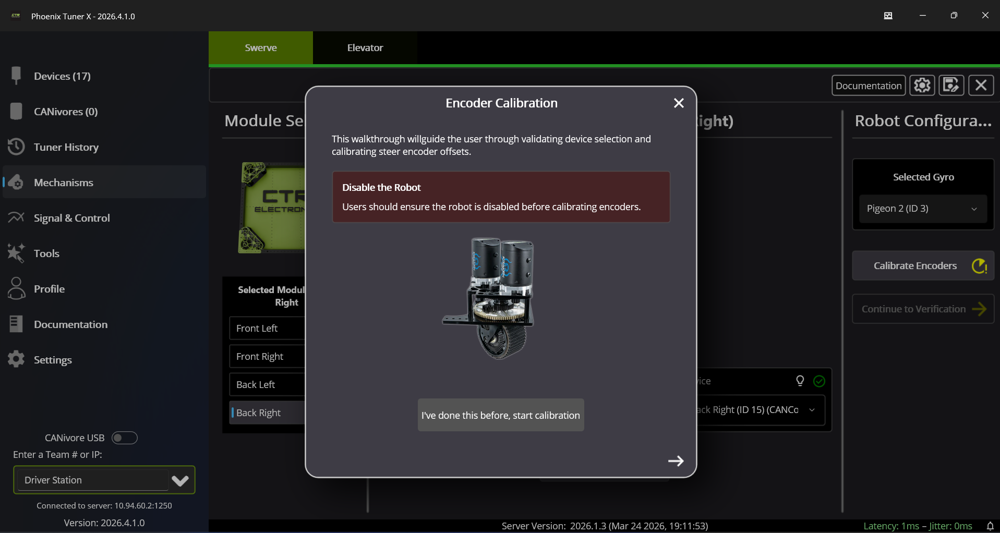 CTR
Phoenix Tuner X - 2026.4.1.0
Swerve
Elevator
Devices (17)
CANivores (0)
Tuner History
Mechanisms
Signal & Control
Tools
Profile
Documentation
Settings
CANivore USB
Enter a Team # or IP:
Driver Station
Connected to server: 10.94.60.2:1250
Version: 2026.4.1.0
Documentation
Module Se
ight)
Robot Configura...
CTR
ELECTRON
Selected Modul
Right
Front Left
Front Right
Back Left
Back Right
Encoder Calibration
This walkthrough willguide the user through validating device selection and
calibrating steer encoder offsets.
Disable the Robot
Users should ensure the robot is disabled before calibrating encoders.
I've done this before, start calibration
vice
ack Right (ID 15) (CANCo
Selected Gyro
Pigeon 2 (ID 3)
Calibrate Encoders
Continue to Verification
Server Version: 2026.1.3 (Mar 24 2026, 19:11:53)
Latency: 1ms – Jitter: 0ms